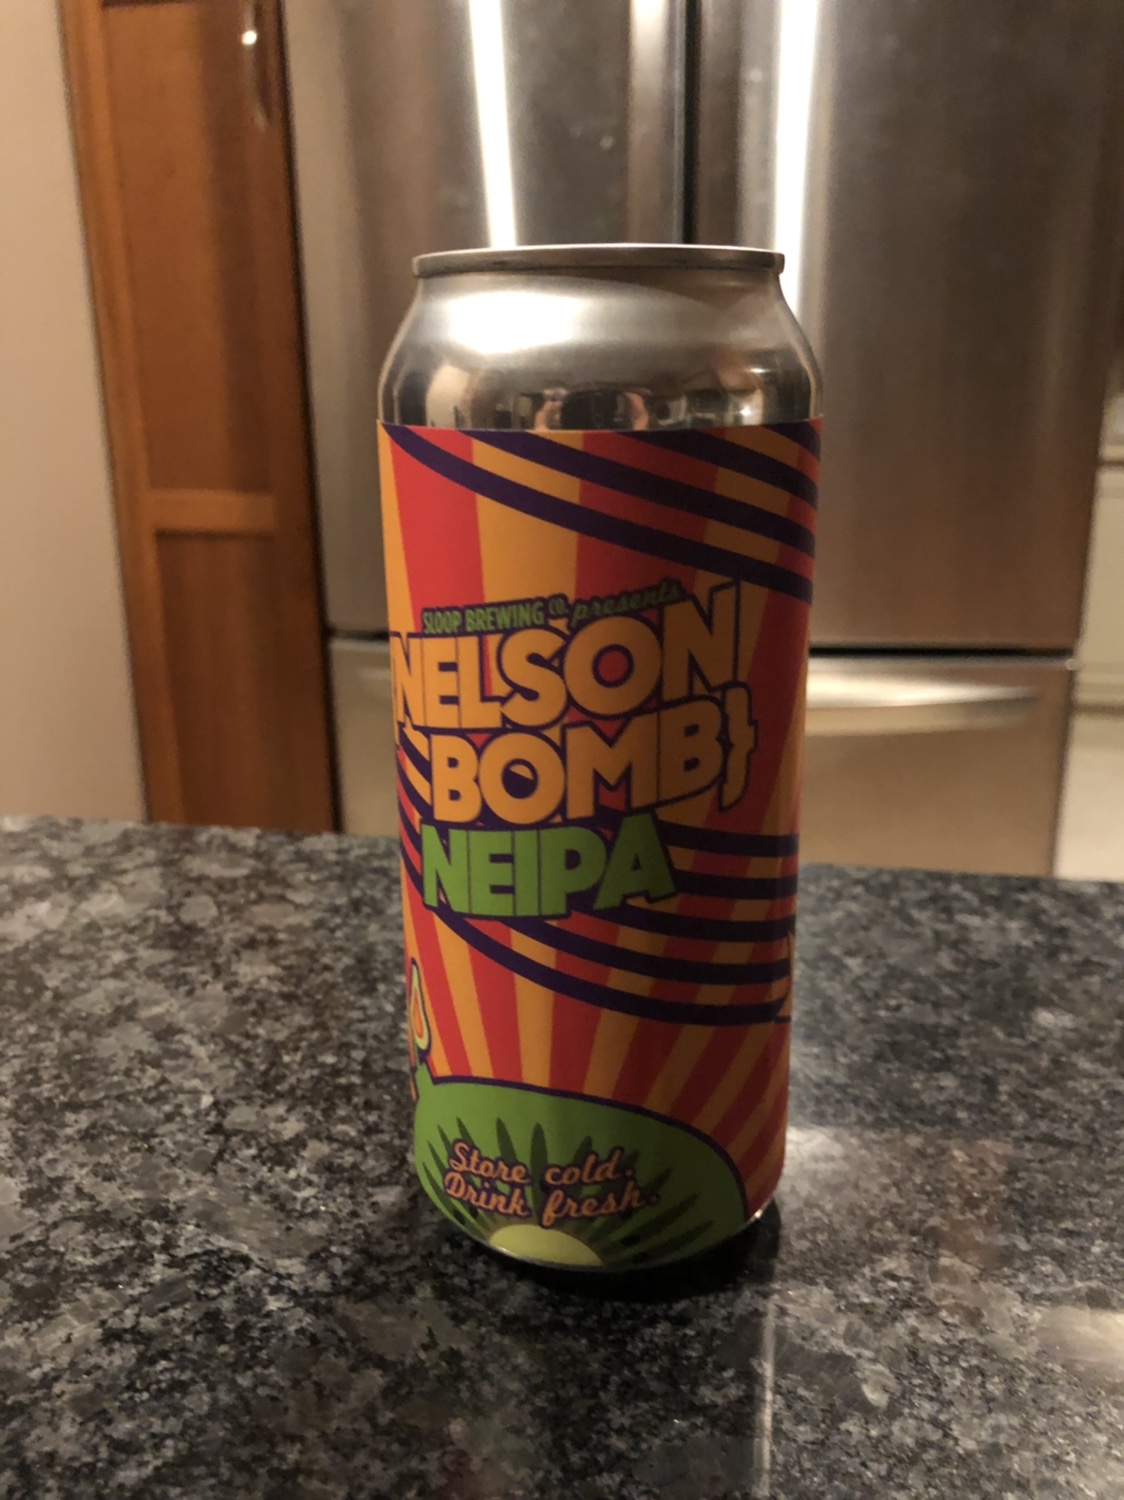 SLOOP BREWING CO. presents
NELSON
BOMB}
NEIPA
Store cold.
Drink fresh.